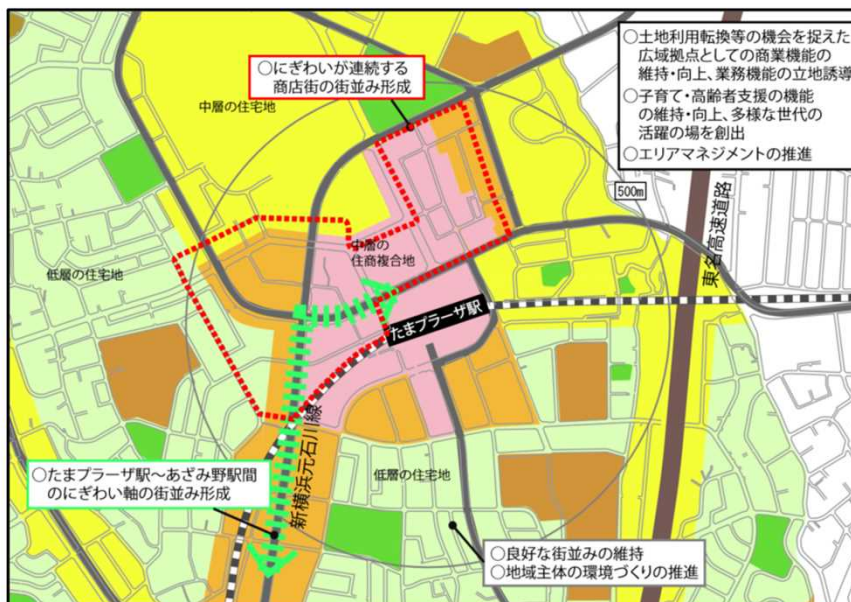 ○にぎわいが連続する
商店街の街並み形成
○土地利用転換等の機会を捉えた
広域拠点としての商業機能の
維持・向上、業務機能の立地誘導
○子育て・高齢者支援の機能
の維持・向上、多様な世代の
活躍の場を創出
○エリアマネジメントの推進
中層の住宅地
500m
東名高速道路
低層の住宅地
中層の
住商複合地
たまプラーザ駅
新横浜元石川線
低層の住宅地
○たまプラーザ駅～あざみ野駅間
のにぎわい軸の街並み形成
○良好な街並みの維持
○地域主体の環境づくりの推進